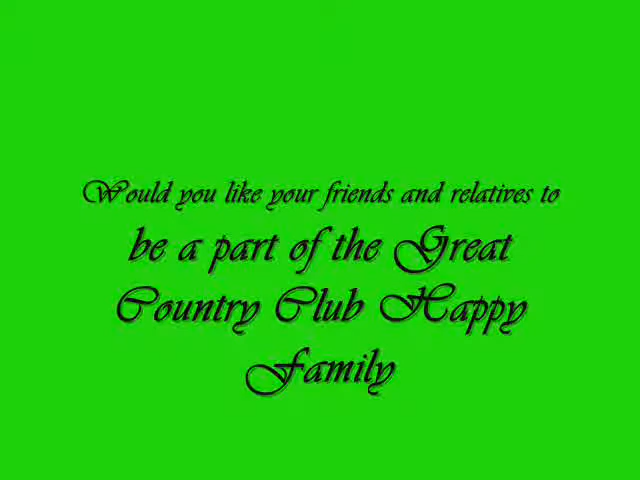 Would you like your friends and relatives to
be a part of the Great
Country Club Happy
Family